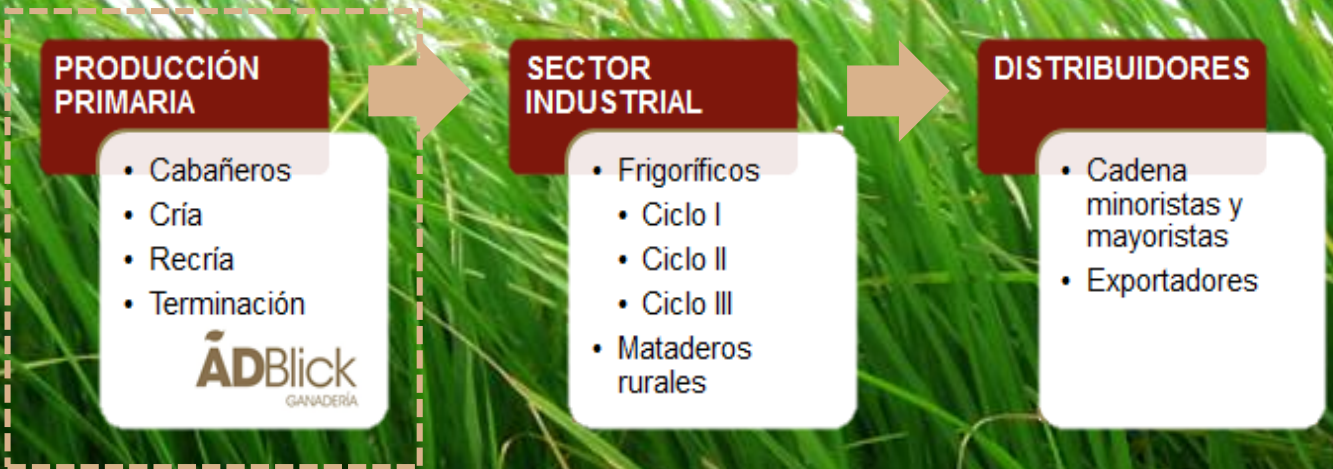 PRODUCCIÓN
PRIMARIA
• Cabañeros
• Cría
• Recría
• Terminación
ADBlick
GANADERÍA
SECTOR
INDUSTRIAL
• Frigoríficos
• Ciclo I
• Ciclo II
• Ciclo III
• Mataderos
rurales
DISTRIBUIDORES
• Cadena
minoristas y
mayoristas
• Exportadores